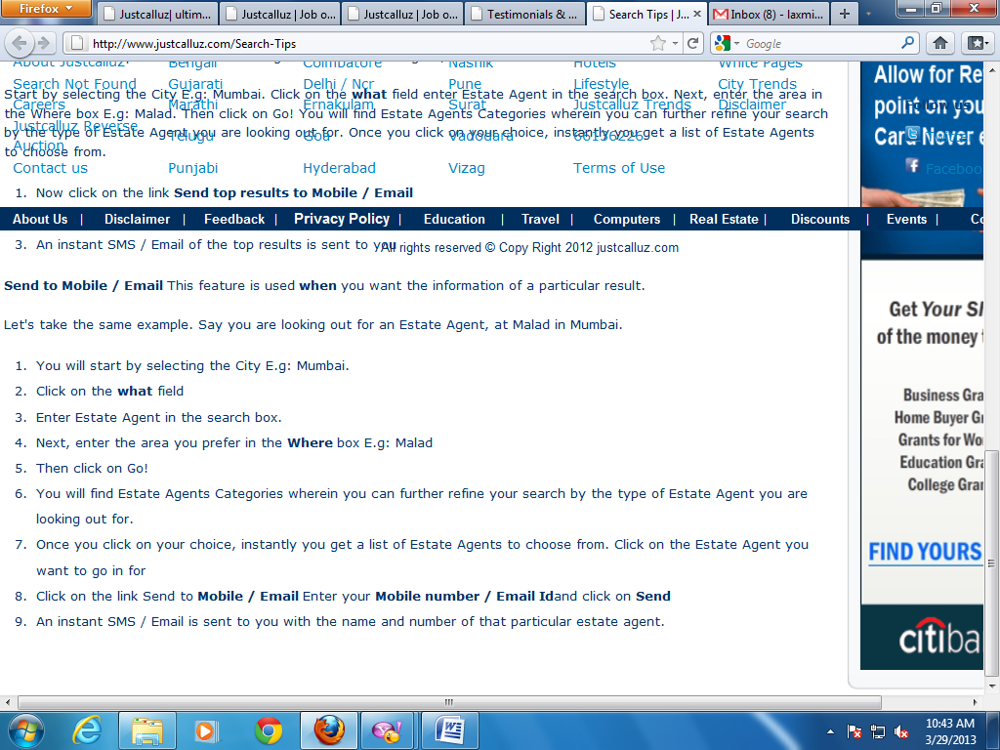 Firefox
Justcalluz| ultim...
Justcalluz | Job o...
Justcalluz | Job o...
Testimonials & ...
Search Tips | J...
Inbox (8) - laxmi...
http://www.justcalluz.com/Search-Tips
Google
About Justcalluz Bengali Coimbatore Nashik Hotels White Pages
Search Not Found Gujarati Delhi / Ncr Pune Lifestyle City Trends
Start by selecting the City E.g: Mumbai. Click on the what field enter Estate Agent in the search box. Next, enter the area in
Careers Marathi Ernakulam Surat Justcalluz Trends Disclaimer
the Where box E.g: Malad. Then click on Go! You will find Estate Agents Categories wherein you can further refine your search
Justcalluz Reverse Auction Telugu Goa Vadodara 66136226
by the type of Estate Agent you are looking out for. Once you click on your choice, instantly you get a list of Estate Agents
to choose from.
Contact us Punjabi Hyderabad Vizag Terms of Use
1. Now click on the link Send top results to Mobile / Email
About Us | Disclaimer | Feedback | Privacy Policy | Education | Travel | Computers | Real Estate | Discounts | Events | Co
3. An instant SMS / Email of the top results is sent to you
All rights reserved © Copy Right 2012 justcalluz.com
Send to Mobile / Email This feature is used when you want the information of a particular result.
Let's take the same example. Say you are looking out for an Estate Agent, at Malad in Mumbai.
1. You will start by selecting the City E.g: Mumbai.
2. Click on the what field
3. Enter Estate Agent in the search box.
4. Next, enter the area you prefer in the Where box E.g: Malad
5. Then click on Go!
6. You will find Estate Agents Categories wherein you can further refine your search by the type of Estate Agent you are
looking out for.
7. Once you click on your choice, instantly you get a list of Estate Agents to choose from. Click on the Estate Agent you
want to go in for
8. Click on the link Send to Mobile / Email Enter your Mobile number / Email Idand click on Send
9. An instant SMS / Email is sent to you with the name and number of that particular estate agent.
Allow for Re
point on you
Card Never e
Follow us
Twitter
Faceboo
Get Your Sh
of the money t
Business Gra
Home Buyer Gr
Grants for Wo
Education Gra
College Gran
FIND YOURS
citiba
10:43 AM
3/29/2013